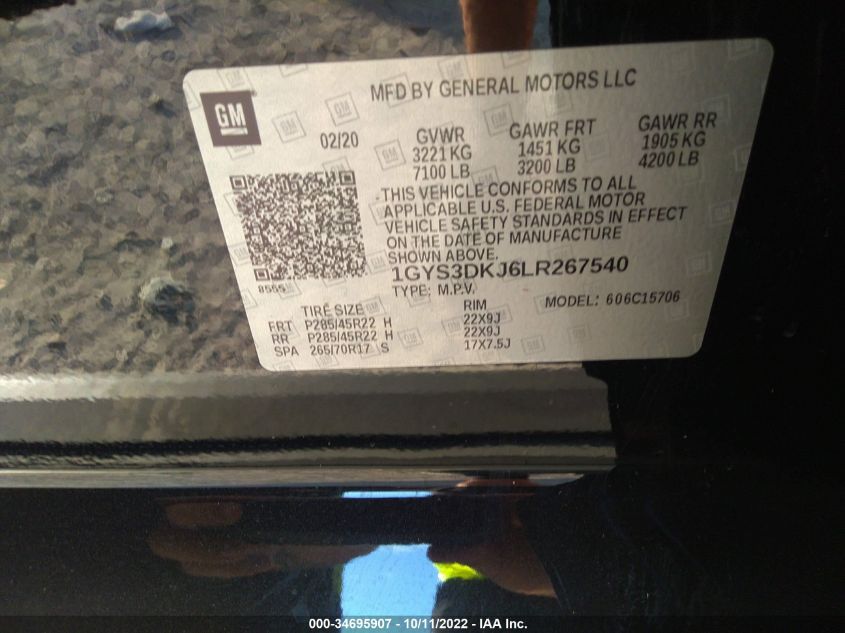 GM
MFD BY GENERAL MOTORS LLC
02/20
GVWR
3221 KG
7100 LB
GAWR FRT
1451 KG
3200 LB
GAWR RR
1905 KG
4200 LB
THIS VEHICLE CONFORMS TO ALL
APPLICABLE U.S. FEDERAL MOTOR
VEHICLE SAFETY STANDARDS IN EFFECT
ON THE DATE OF MANUFACTURE
SHOWN ABOVE.
8565
1GYS3DKJ6LR267540
TYPE: M.P.V.
MODEL: 606C15706
TIRE SIZE RIM
FRT P285/45R22 H 22X9J
RR P285/45R22 H 22X9J
SPA 265/70R17 S 17X7.5J
000-34695907 - 10/11/2022 - IAA Inc.